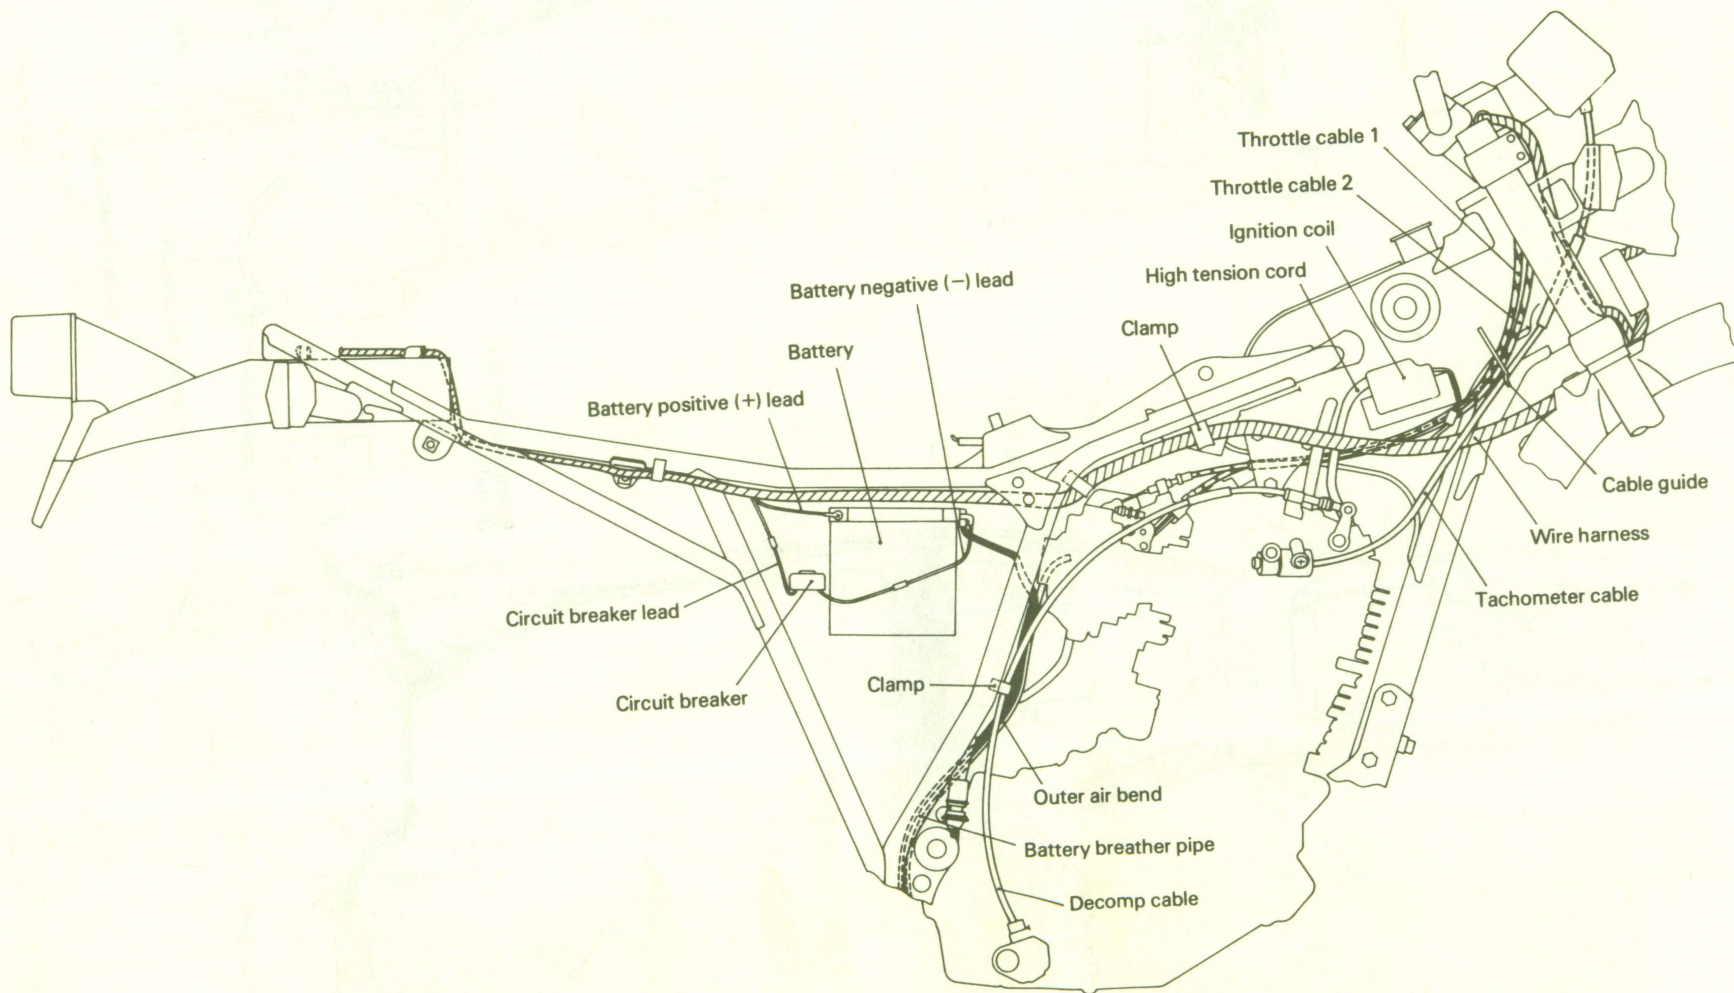 Throttle cable 1
Throttle cable 2
Ignition coil
High tension cord
Battery negative (−) lead
Clamp
Battery
Battery positive (+) lead
Cable guide
Wire harness
Tachometer cable
Circuit breaker lead
Circuit breaker
Clamp
Outer air bend
Battery breather pipe
Decomp cable